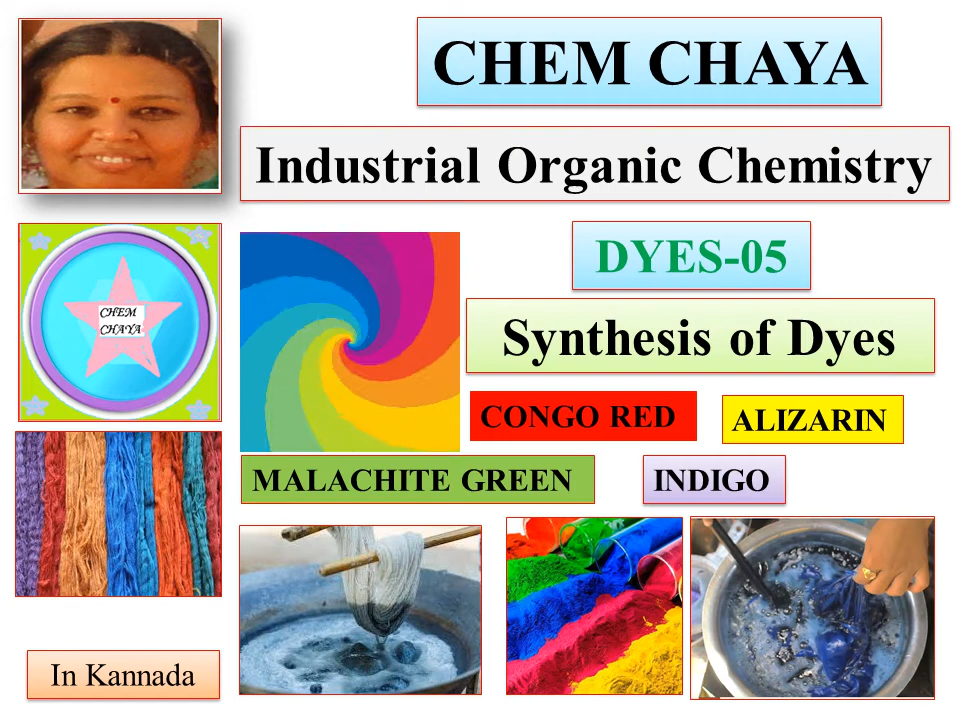 CHEM CHAYA
Industrial Organic Chemistry
DYES-05
CHEM
CHAYA
Synthesis of Dyes
CONGO RED
ALIZARIN
MALACHITE GREEN
INDIGO
In Kannada